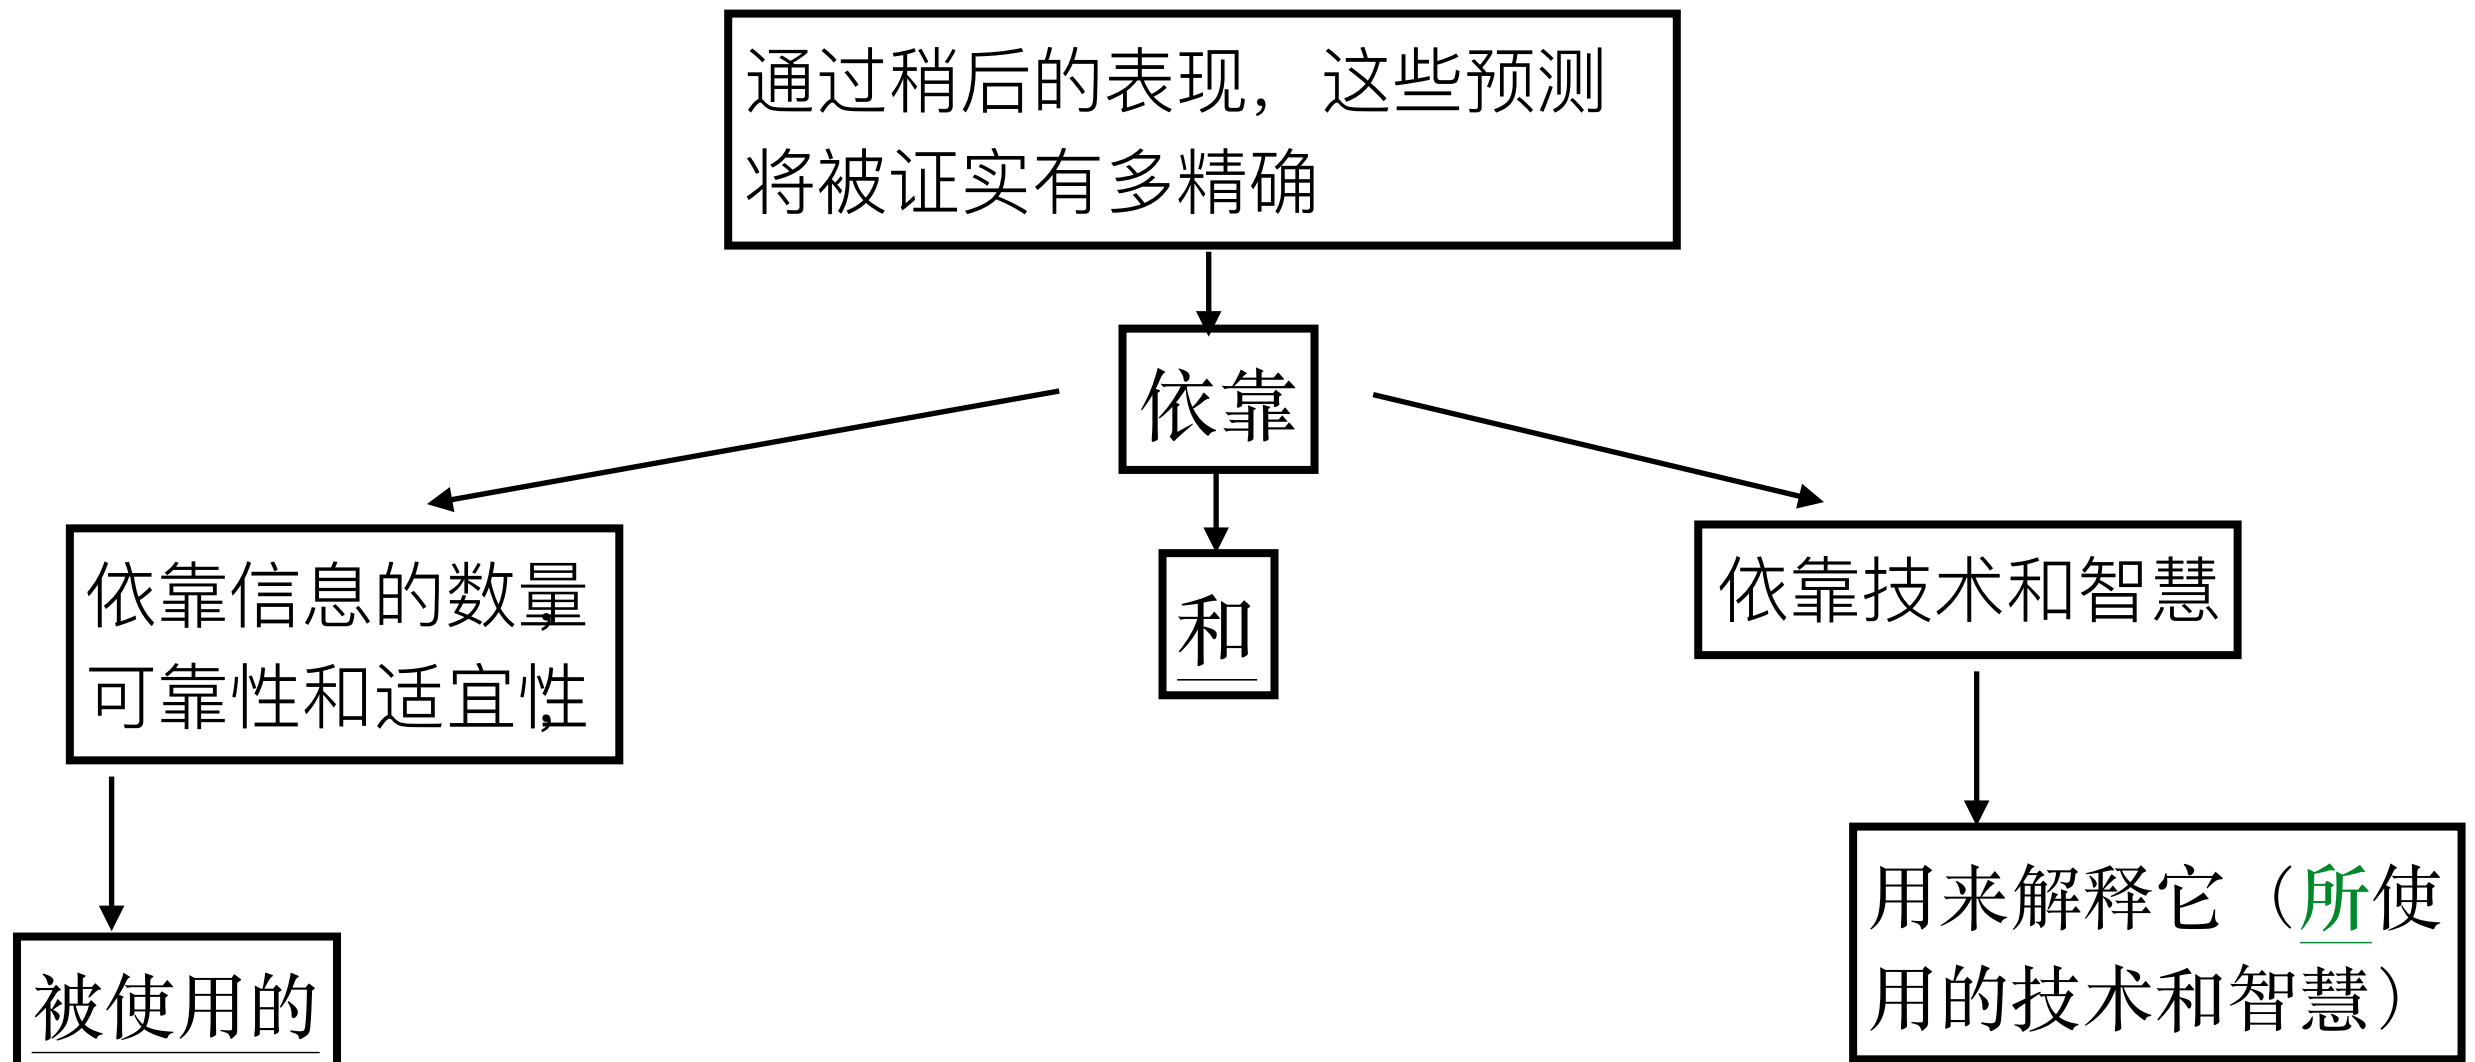 通过稍后的表现，这些预测
将被证实有多精确
依靠
依靠信息的数量,
可靠性和适宜性,
和
依靠技术和智慧
被使用的
用来解释它（所使
用的技术和智慧）